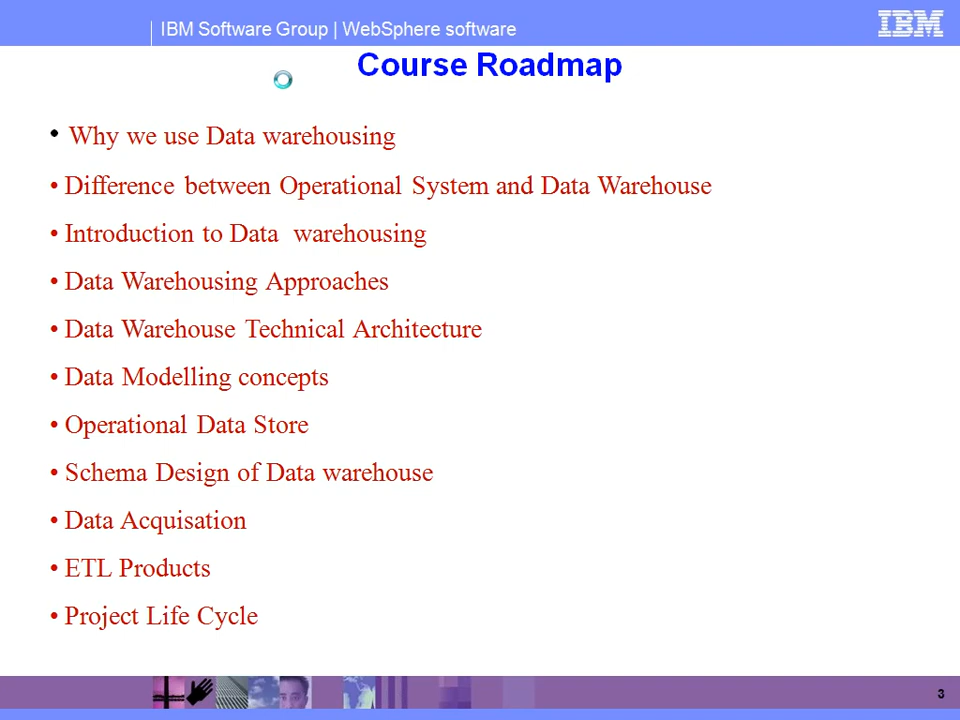 IBM Software Group | WebSphere software
IBM
Course Roadmap
• Why we use Data warehousing
• Difference between Operational System and Data Warehouse
• Introduction to Data warehousing
• Data Warehousing Approaches
• Data Warehouse Technical Architecture
• Data Modelling concepts
• Operational Data Store
• Schema Design of Data warehouse
• Data Acquisation
• ETL Products
• Project Life Cycle
3